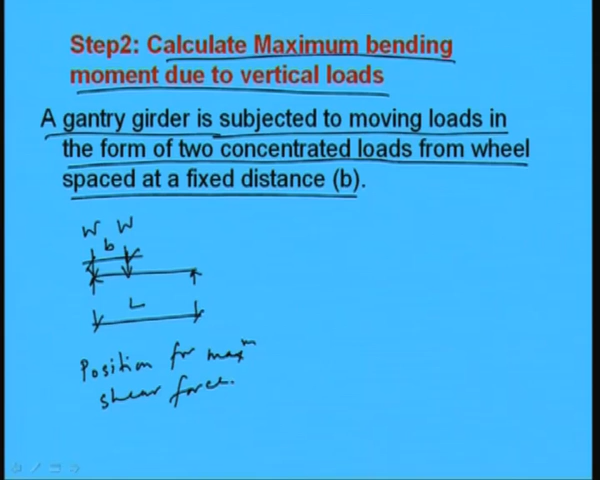 Step2: Calculate Maximum bending
moment due to vertical loads
A gantry girder is subjected to moving loads in
the form of two concentrated loads from wheel
spaced at a fixed distance (b).
W W
b
L
Position for maxm
shear force.